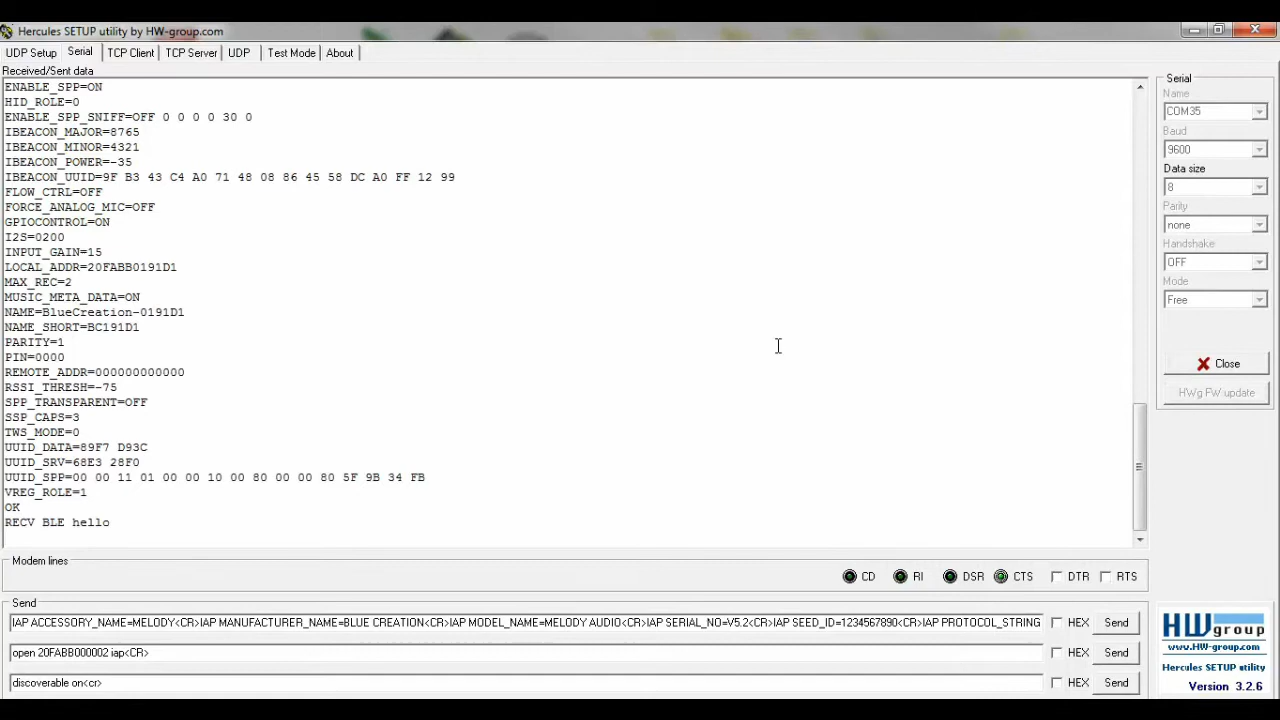 Hercules SETUP utility by HW-group.com
UDP Setup Serial TCP Client TCP Server UDP Test Mode About
Received/Sent data
ENABLE_SPP=ON
HID_ROLE=0
ENABLE_SPP_SNIFF=OFF 0 0 0 0 30 0
IBEACON_MAJOR=8765
IBEACON_MINOR=4321
IBEACON_POWER=-35
IBEACON_UUID=9F B3 43 C4 A0 71 48 08 86 45 58 DC A0 FF 12 99
FLOW_CTRL=OFF
FORCE_ANALOG_MIC=OFF
GPIOCONTROL=ON
I2S=0200
INPUT_GAIN=15
LOCAL_ADDR=20FABB0191D1
MAX_REC=2
MUSIC_META_DATA=ON
NAME=BlueCreation-0191D1
NAME_SHORT=BC191D1
PARITY=1
PIN=0000
REMOTE_ADDR=000000000000
RSSI_THRESH=-75
SPP_TRANSPARENT=OFF
SSP_CAPS=3
TWS_MODE=0
UUID_DATA=89F7 D93C
UUID_SRV=68E3 28F0
UUID_SPP=00 00 11 01 00 00 10 00 80 00 00 80 5F 9B 34 FB
VREG_ROLE=1
OK
RECV BLE hello
Serial
Name
COM35
Baud
9600
Data size
8
Parity
none
Handshake
OFF
Mode
Free
Close
HWg FW update
Modem lines
CD RI DSR CTS DTR RTS
Send
IAP ACCESSORY_NAME=MELODY<CR>IAP MANUFACTURER_NAME=BLUE CREATION<CR>IAP MODEL_NAME=MELODY AUDIO<CR>IAP SERIAL_NO=V5.2<CR>IAP SEED_ID=1234567890<CR>IAP PROTOCOL_STRING HEX Send
open 20FABB000002 iap<CR> HEX Send
discoverable on<cr> HEX Send
HWgroup
www.HW-group.com
Hercules SETUP utility
Version 3.2.6